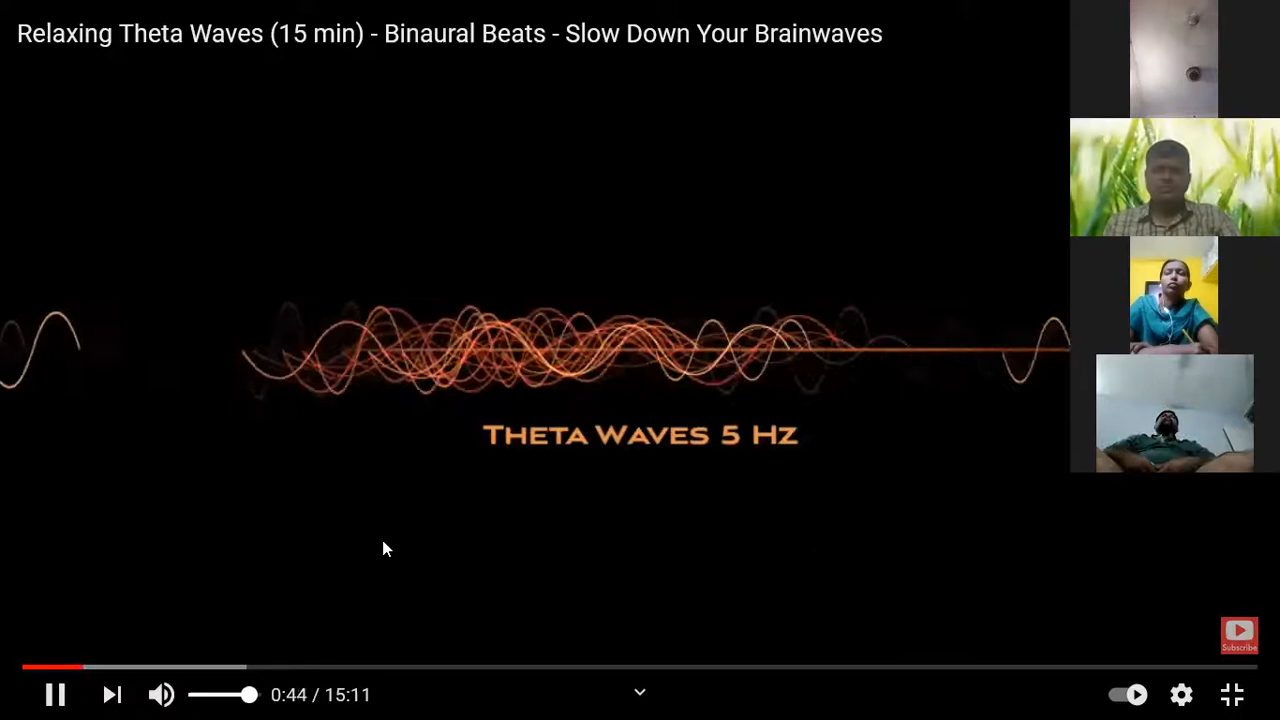 Relaxing Theta Waves (15 min) - Binaural Beats - Slow Down Your Brainwaves
THETA WAVES 5 HZ
Subscribe
0:44 / 15:11